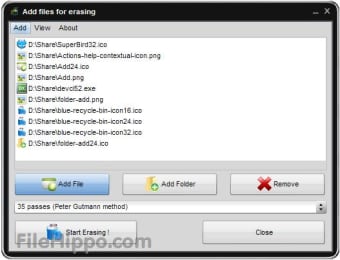 Add files for erasing
Add View About
D:\Share\SuperBird32.ico
D:\Share\Actions-help-contextual-icon.png
D:\Share\Add24.ico
D:\Share\Add.png
D:\Share\devcl52.exe
D:\Share\folder-add.png
D:\Share\blue-recycle-bin-icon16.ico
D:\Share\blue-recycle-bin-icon24.ico
D:\Share\blue-recycle-bin-icon32.ico
D:\Share\folder-add24.ico
Add File Add Folder Remove
35 passes (Peter Gutmann method)
Start Erasing ! Close
FileHippo.com